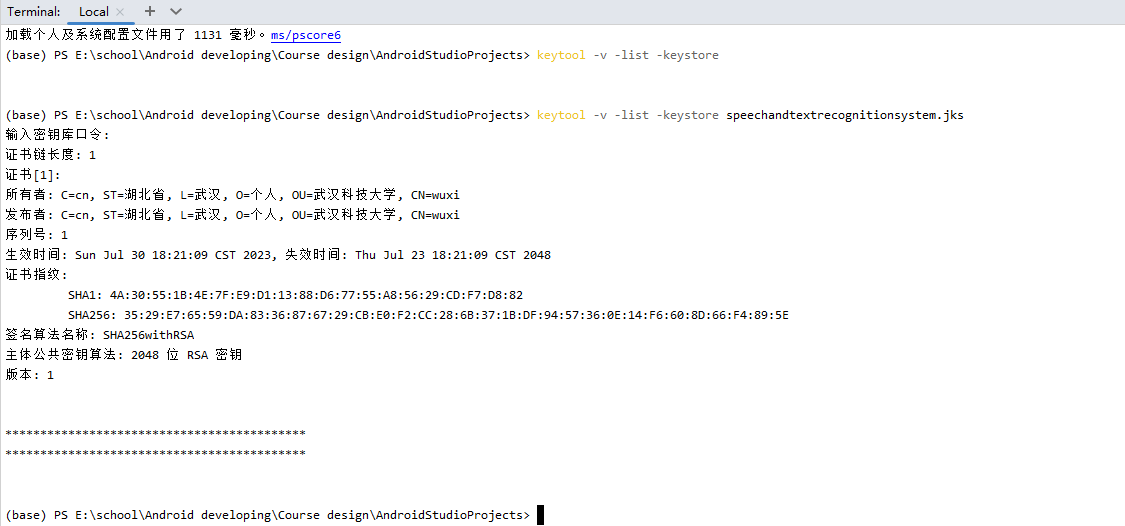 Terminal: Local × + ∨
加载个人及系统配置文件用了 1131 毫秒。ms/pscore6
(base) PS E:\school\Android developing\Course design\AndroidStudioProjects> keytool -v -list -keystore
(base) PS E:\school\Android developing\Course design\AndroidStudioProjects> keytool -v -list -keystore speechandtextrecognitionsystem.jks
输入密钥库口令:
证书链长度: 1
证书[1]:
所有者: C=cn, ST=湖北省, L=武汉, O=个人, OU=武汉科技大学, CN=wuxi
发布者: C=cn, ST=湖北省, L=武汉, O=个人, OU=武汉科技大学, CN=wuxi
序列号: 1
生效时间: Sun Jul 30 18:21:09 CST 2023, 失效时间: Thu Jul 23 18:21:09 CST 2048
证书指纹:
SHA1: 4A:30:55:1B:4E:7F:E9:D1:13:88:D6:77:55:A8:56:29:CD:F7:D8:82
SHA256: 35:29:E7:65:59:DA:83:36:87:67:29:CB:E0:F2:CC:28:6B:37:1B:DF:94:57:36:0E:14:F6:60:8D:66:F4:89:5E
签名算法名称: SHA256withRSA
主体公共密钥算法: 2048 位 RSA 密钥
版本: 1
*******************************************
*******************************************
(base) PS E:\school\Android developing\Course design\AndroidStudioProjects>